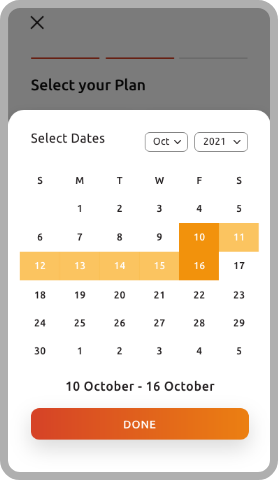 Select your Plan
Select Dates Oct 2021
S M T W F S
1 2 3 4 5
6 7 8 9 10 11
12 13 14 15 16 17
18 19 20 21 22 23
24 25 26 27 28 29
30 1 2 3 4 5
10 October - 16 October
DONE